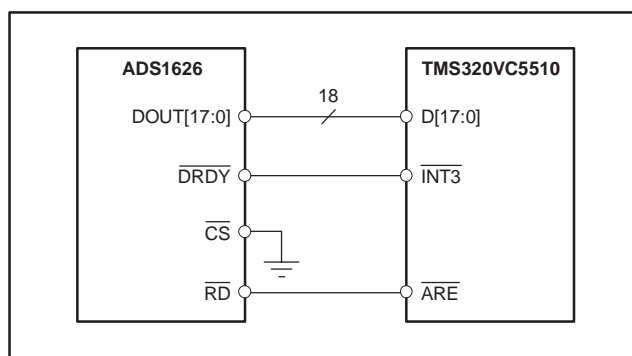 ADS1626 TMS320VC5510
18
DOUT[17:0] D[17:0]
DRDY INT3
CS
RD ARE